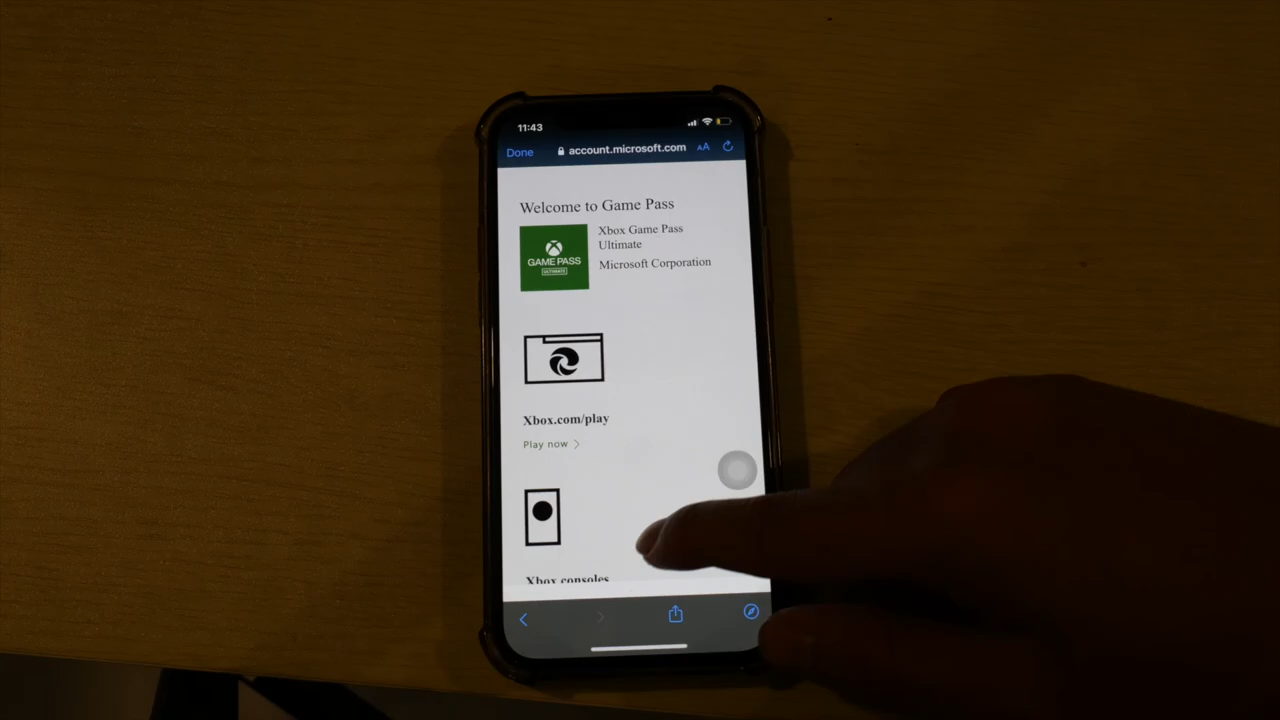 11:43
Done account.microsoft.com AA
Welcome to Game Pass
GAME PASS
ULTIMATE
Xbox Game Pass
Ultimate
Microsoft Corporation
Xbox.com/play
Play now
Xbox consoles